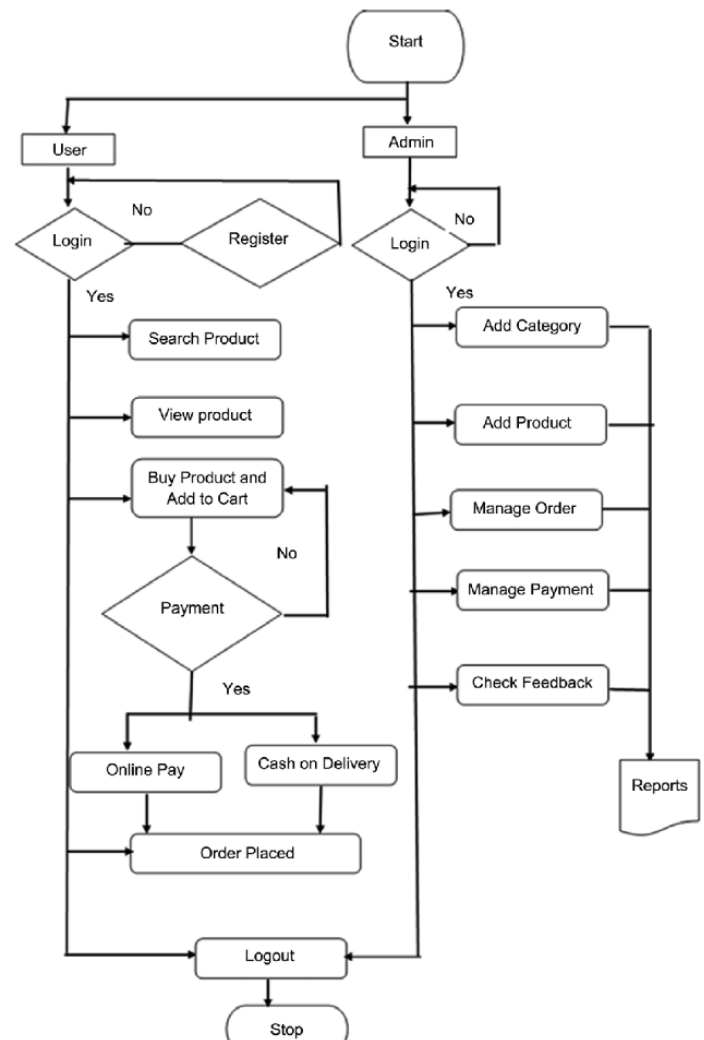 Start
User
Admin
No
Login
Register
No
Login
Yes
Yes
Search Product
Add Category
View product
Add Product
Buy Product and
Add to Cart
Manage Order
No
Payment
Manage Payment
Yes
Check Feedback
Online Pay
Cash on Delivery
Reports
Order Placed
Logout
Stop